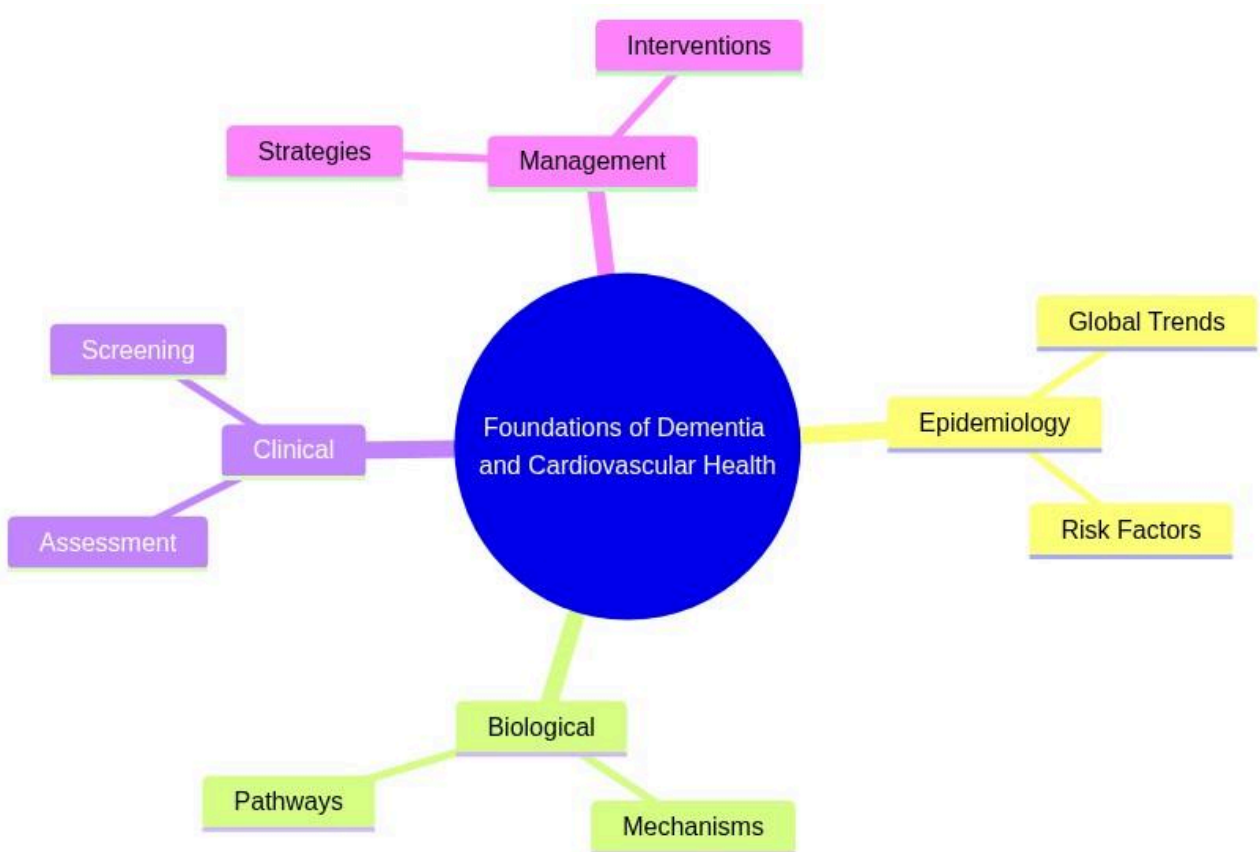 Interventions
Strategies
Management
Global Trends
Screening
Epidemiology
Foundations of Dementia
and Cardiovascular Health
Clinical
Risk Factors
Assessment
Biological
Pathways
Mechanisms